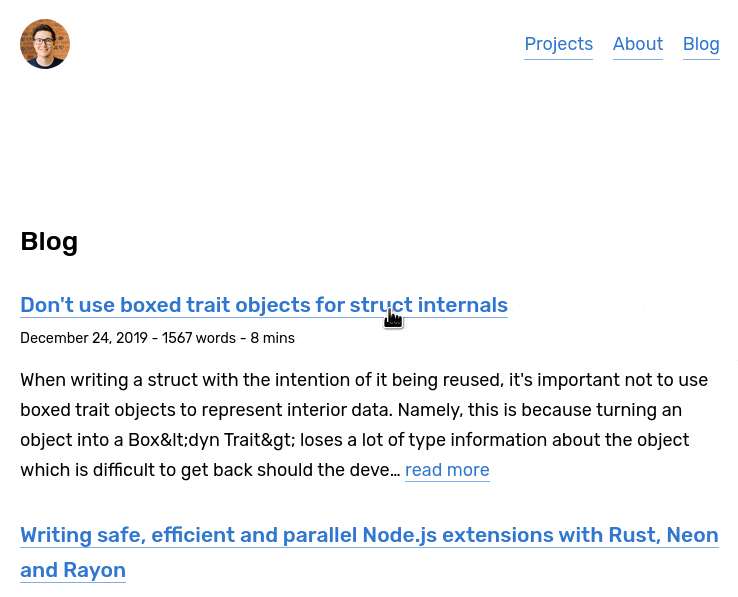 Projects About Blog
Blog
Don't use boxed trait objects for struct internals
December 24, 2019 - 1567 words - 8 mins
When writing a struct with the intention of it being reused, it's important not to use
boxed trait objects to represent interior data. Namely, this is because turning an
object into a Box&lt;dyn Trait&gt; loses a lot of type information about the object
which is difficult to get back should the deve… read more
Writing safe, efficient and parallel Node.js extensions with Rust, Neon
and Rayon